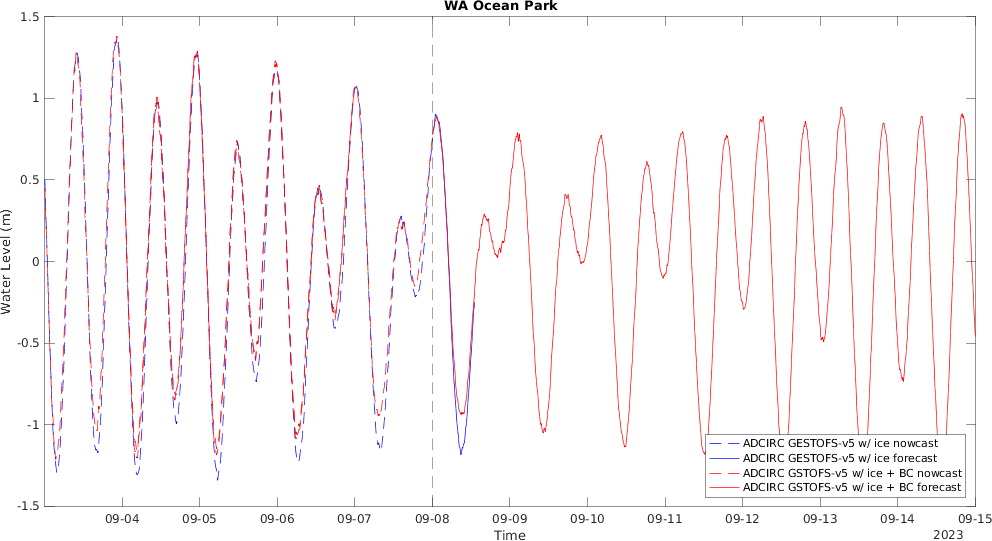 WA Ocean Park
1.5
1
0.5
0
-0.5
-1
-1.5
Water Level (m)
09-04 09-05 09-06 09-07 09-08 09-09 09-10 09-11 09-12 09-13 09-14 09-15
Time
2023
ADCIRC GESTOFS-v5 w/ ice nowcast
ADCIRC GESTOFS-v5 w/ ice forecast
ADCIRC GSTOFS-v5 w/ ice + BC nowcast
ADCIRC GSTOFS-v5 w/ ice + BC forecast